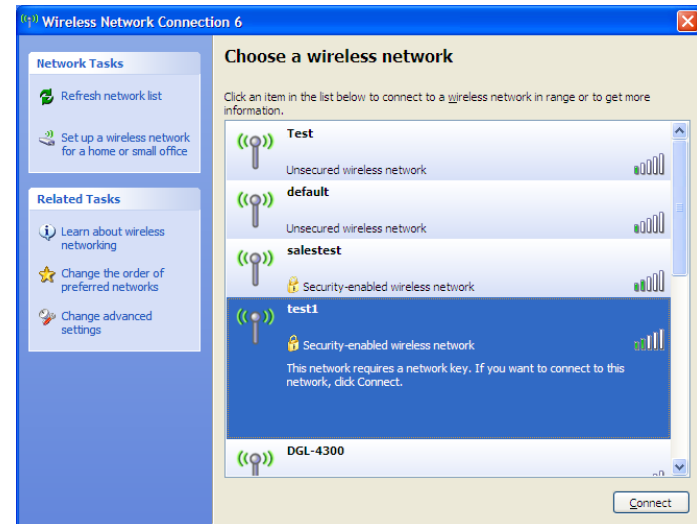 Wireless Network Connection 6
Network Tasks
Refresh network list
Set up a wireless network
for a home or small office
Related Tasks
Learn about wireless
networking
Change the order of
preferred networks
Change advanced
settings
Choose a wireless network
Click an item in the list below to connect to a wireless network in range or to get more
information.
Test
Unsecured wireless network
default
Unsecured wireless network
salestest
Security-enabled wireless network
test1
Security-enabled wireless network
This network requires a network key. If you want to connect to this
network, click Connect.
DGL-4300
Connect